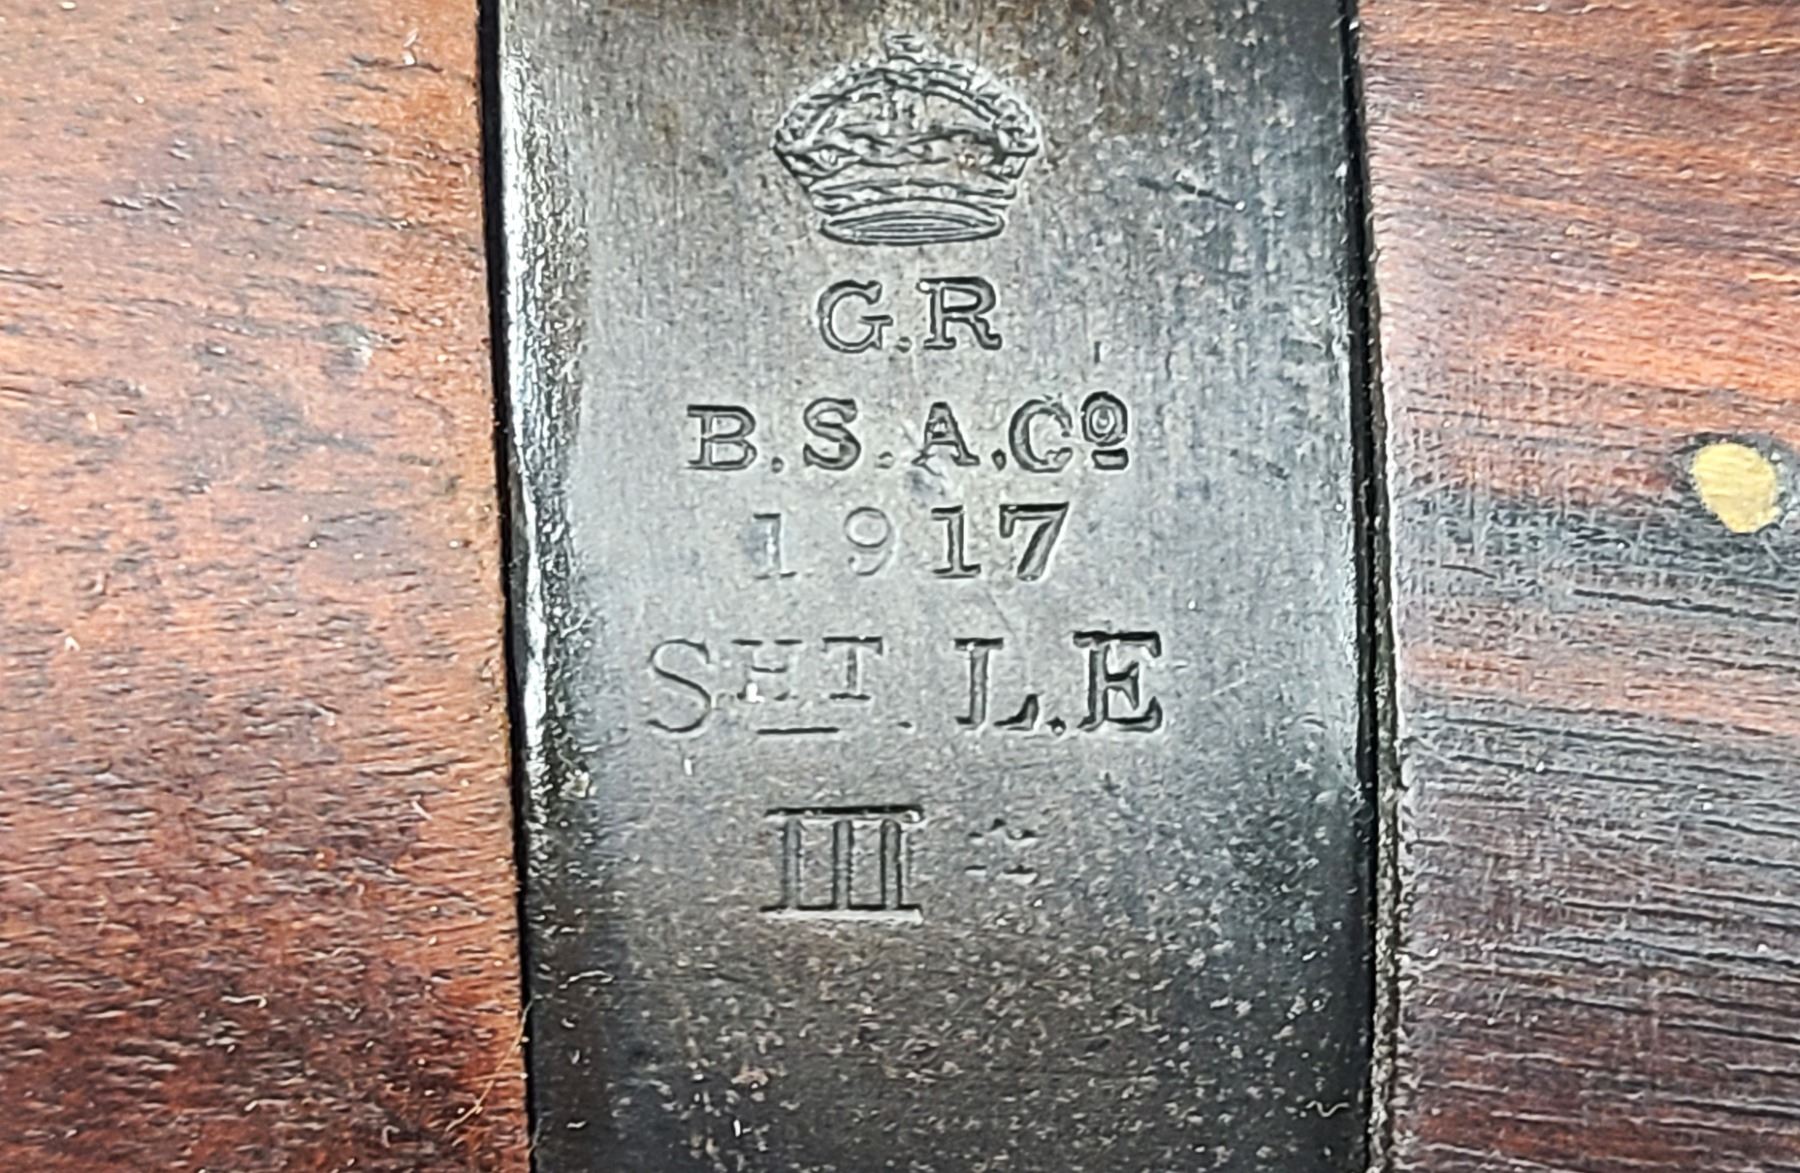 G.R
B.S.A.Cº
1917
SHT. L.E
III *